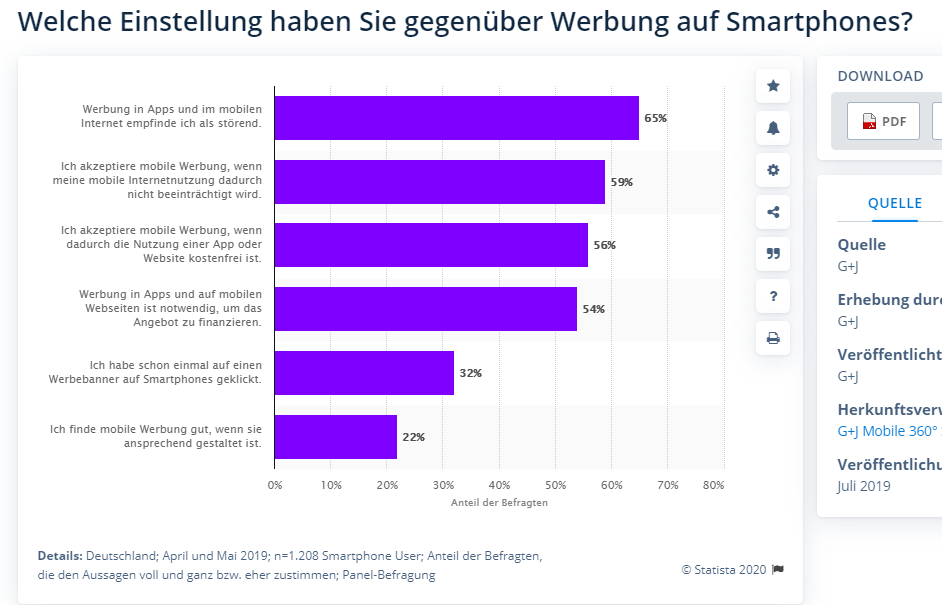 Welche Einstellung haben Sie gegenüber Werbung auf Smartphones?
Werbung in Apps und im mobilen
Internet empfinde ich als störend.
65%
Ich akzeptiere mobile Werbung, wenn
meine mobile Internetnutzung dadurch
nicht beeinträchtigt wird.
59%
Ich akzeptiere mobile Werbung, wenn
dadurch die Nutzung einer App oder
Website kostenfrei ist.
56%
Werbung in Apps und auf mobilen
Webseiten ist notwendig, um das
Angebot zu finanzieren.
54%
Ich habe schon einmal auf einen
Werbebanner auf Smartphones geklickt.
32%
Ich finde mobile Werbung gut, wenn sie
ansprechend gestaltet ist.
22%
0% 10% 20% 30% 40% 50% 60% 70% 80%
Anteil der Befragten
Details: Deutschland; April und Mai 2019; n=1.208 Smartphone User; Anteil der Befragten,
die den Aussagen voll und ganz bzw. eher zustimmen; Panel-Befragung
© Statista 2020
DOWNLOAD
PDF
QUELLE
Quelle
G+J
Erhebung
G+J
Veröffentlicht
G+J
G+J Mobile 360°
Juli 2019